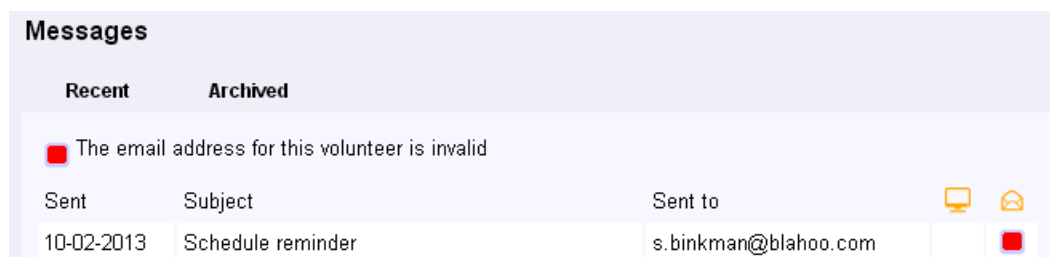 Messages
Recent Archived
The email address for this volunteer is invalid
Sent Subject Sent to
10-02-2013 Schedule reminder s.binkman@blahoo.com